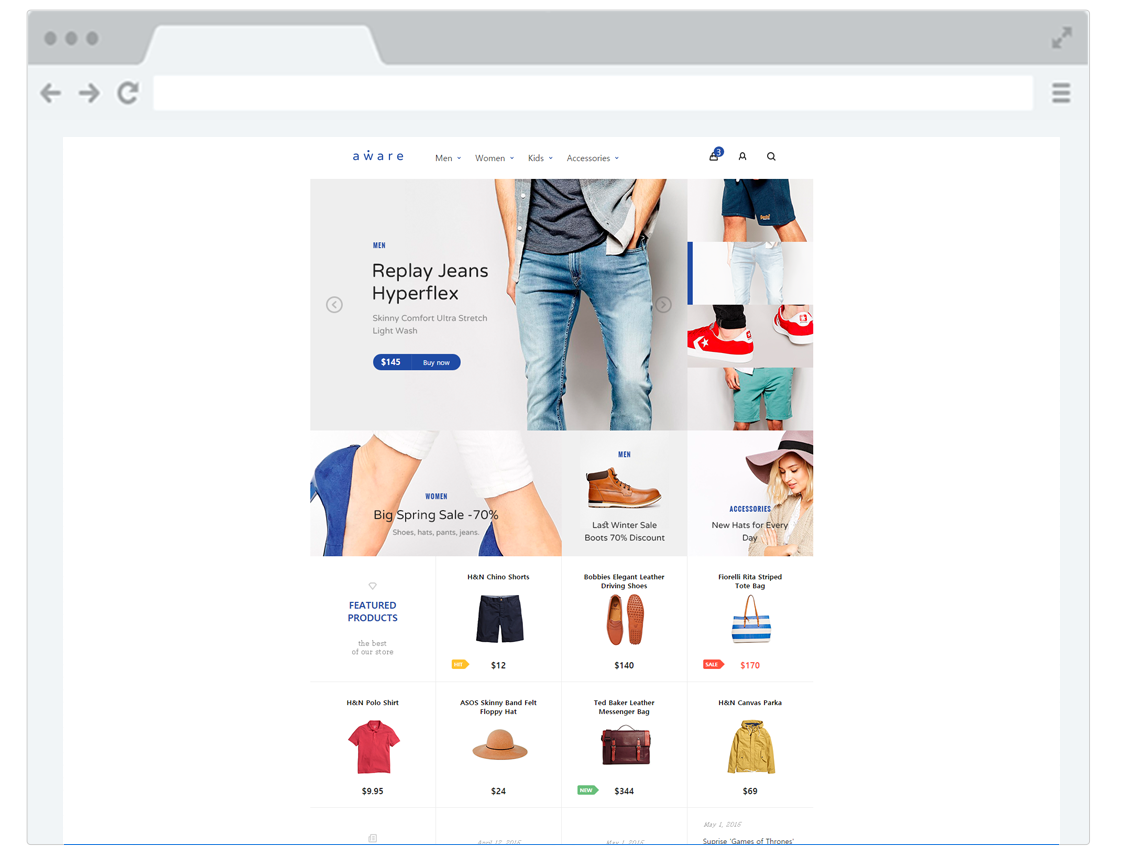 aware
Men
Women
Kids
Accessories
3
MEN
Replay Jeans
Hyperflex
Skinny Comfort Ultra Stretch
Light Wash
$145 Buy now
WOMEN
Big Spring Sale -70%
Shoes, hats, pants, jeans.
MEN
Last Winter Sale
Boots 70% Discount
ACCESSORIES
New Hats for Every
Day
FEATURED
PRODUCTS
the best
of our store
H&N Chino Shorts
HIT $12
Bobbies Elegant Leather
Driving Shoes
$140
Fiorelli Rita Striped
Tote Bag
SALE $170
H&N Polo Shirt
$9.95
ASOS Skinny Band Felt
Floppy Hat
$24
Ted Baker Leather
Messenger Bag
NEW $344
H&N Canvas Parka
$69
April 17, 2016
May 1, 2016
May 1, 2016
Suprise 'Games of Thrones'